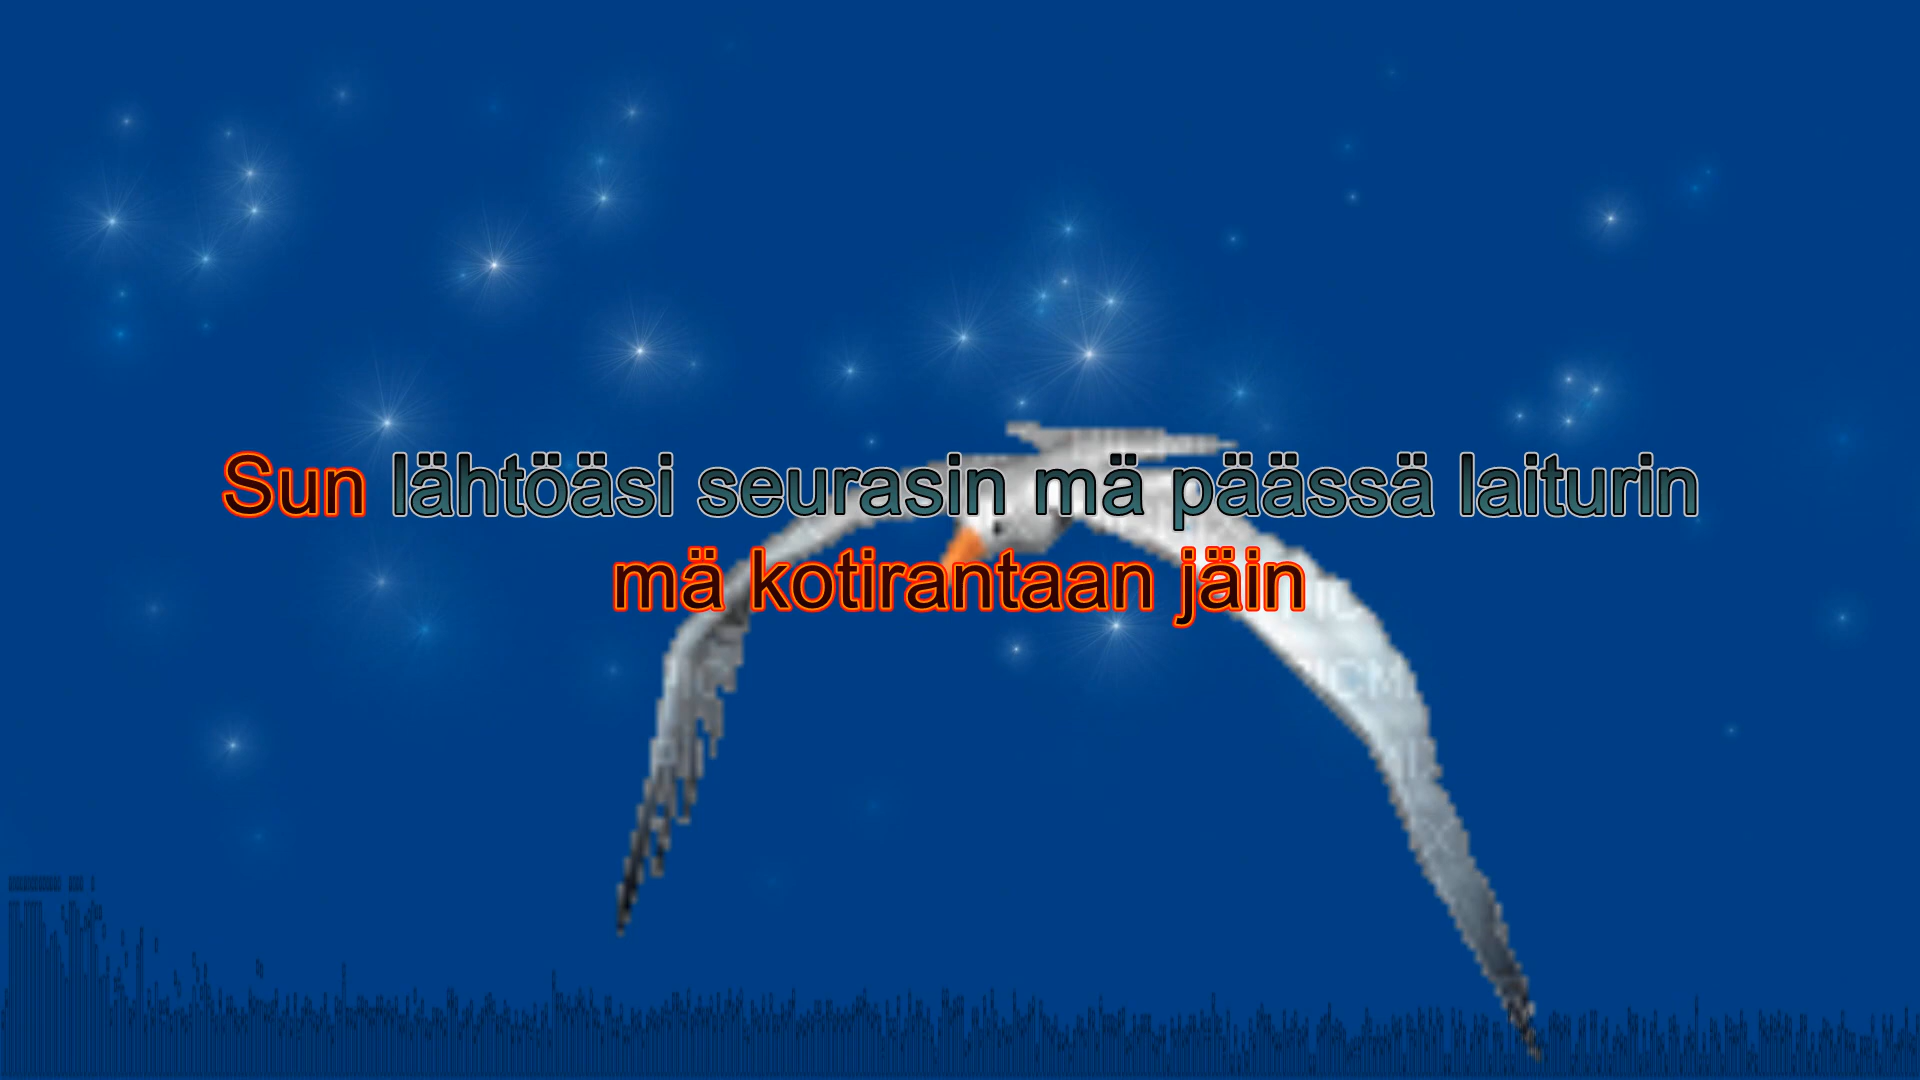 Sun lähtöäsi seurasin mä päässä laiturin
mä kotirantaan jäin